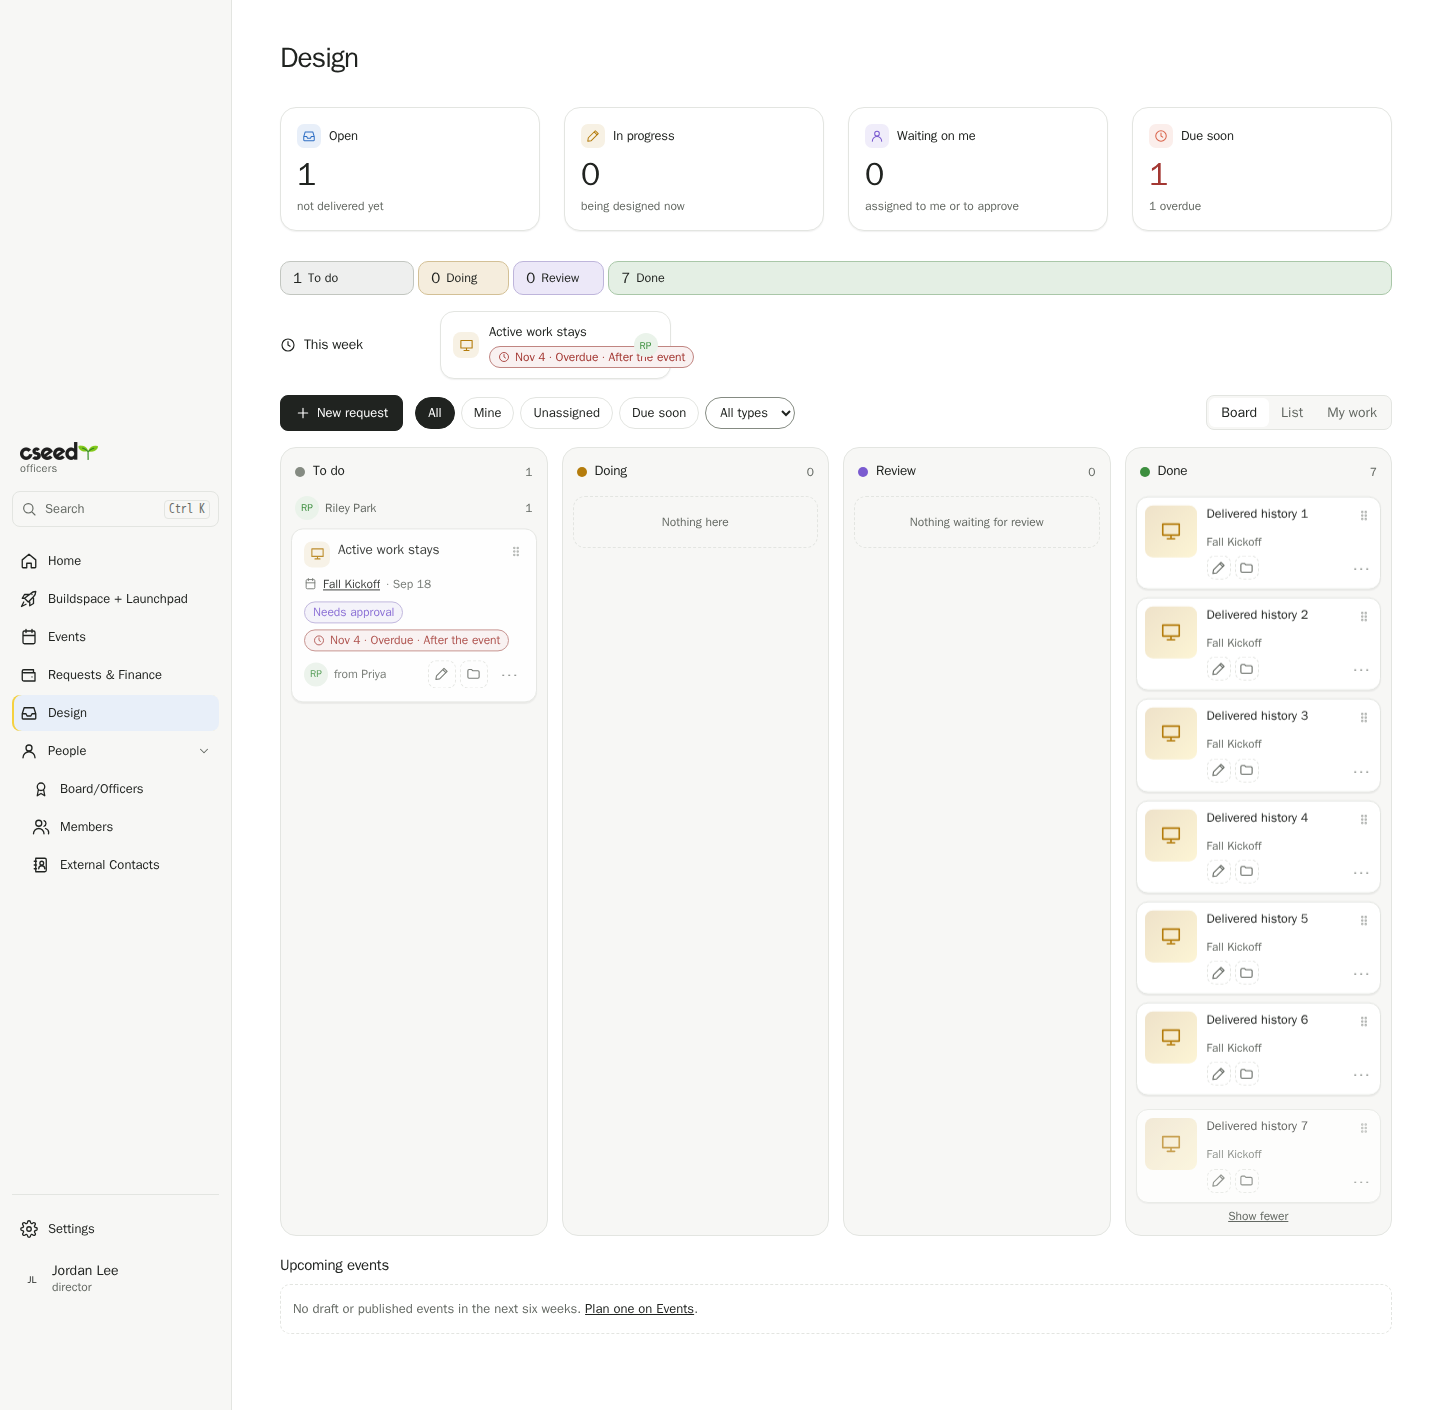 cseed
officers
Search
Ctrl K
Home
Buildspace + Launchpad
Events
Requests & Finance
Design
People
Board/Officers
Members
External Contacts
Settings
JL
Jordan Lee
director
Design
Open
1
not delivered yet
In progress
0
being designed now
Waiting on me
0
assigned to me or to approve
Due soon
1
1 overdue
1 To do
0 Doing
0 Review
7 Done
This week
Active work stays
RP
Nov 4 · Overdue · After the event
New request
All
Mine
Unassigned
Due soon
All types
Board
List
My work
To do
1
RP
Riley Park
1
Active work stays
Fall Kickoff · Sep 18
Needs approval
Nov 4 · Overdue · After the event
RP
from Priya
Doing
0
Nothing here
Review
0
Nothing waiting for review
Done
7
Delivered history 1
Fall Kickoff
Delivered history 2
Fall Kickoff
Delivered history 3
Fall Kickoff
Delivered history 4
Fall Kickoff
Delivered history 5
Fall Kickoff
Delivered history 6
Fall Kickoff
Delivered history 7
Fall Kickoff
Show fewer
Upcoming events
No draft or published events in the next six weeks. Plan one on Events.